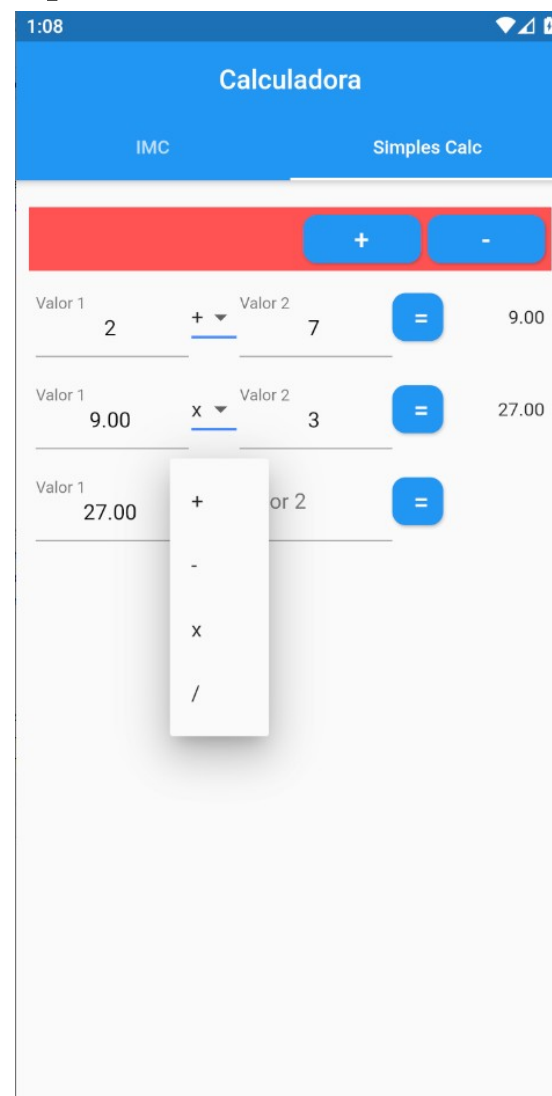 1:08
Calculadora
IMC Simples Calc
+ -
Valor 1 Valor 2
2 + 7 = 9.00
Valor 1 Valor 2
9.00 x 3 = 27.00
Valor 1
27.00 + or 2 =
-
x
/